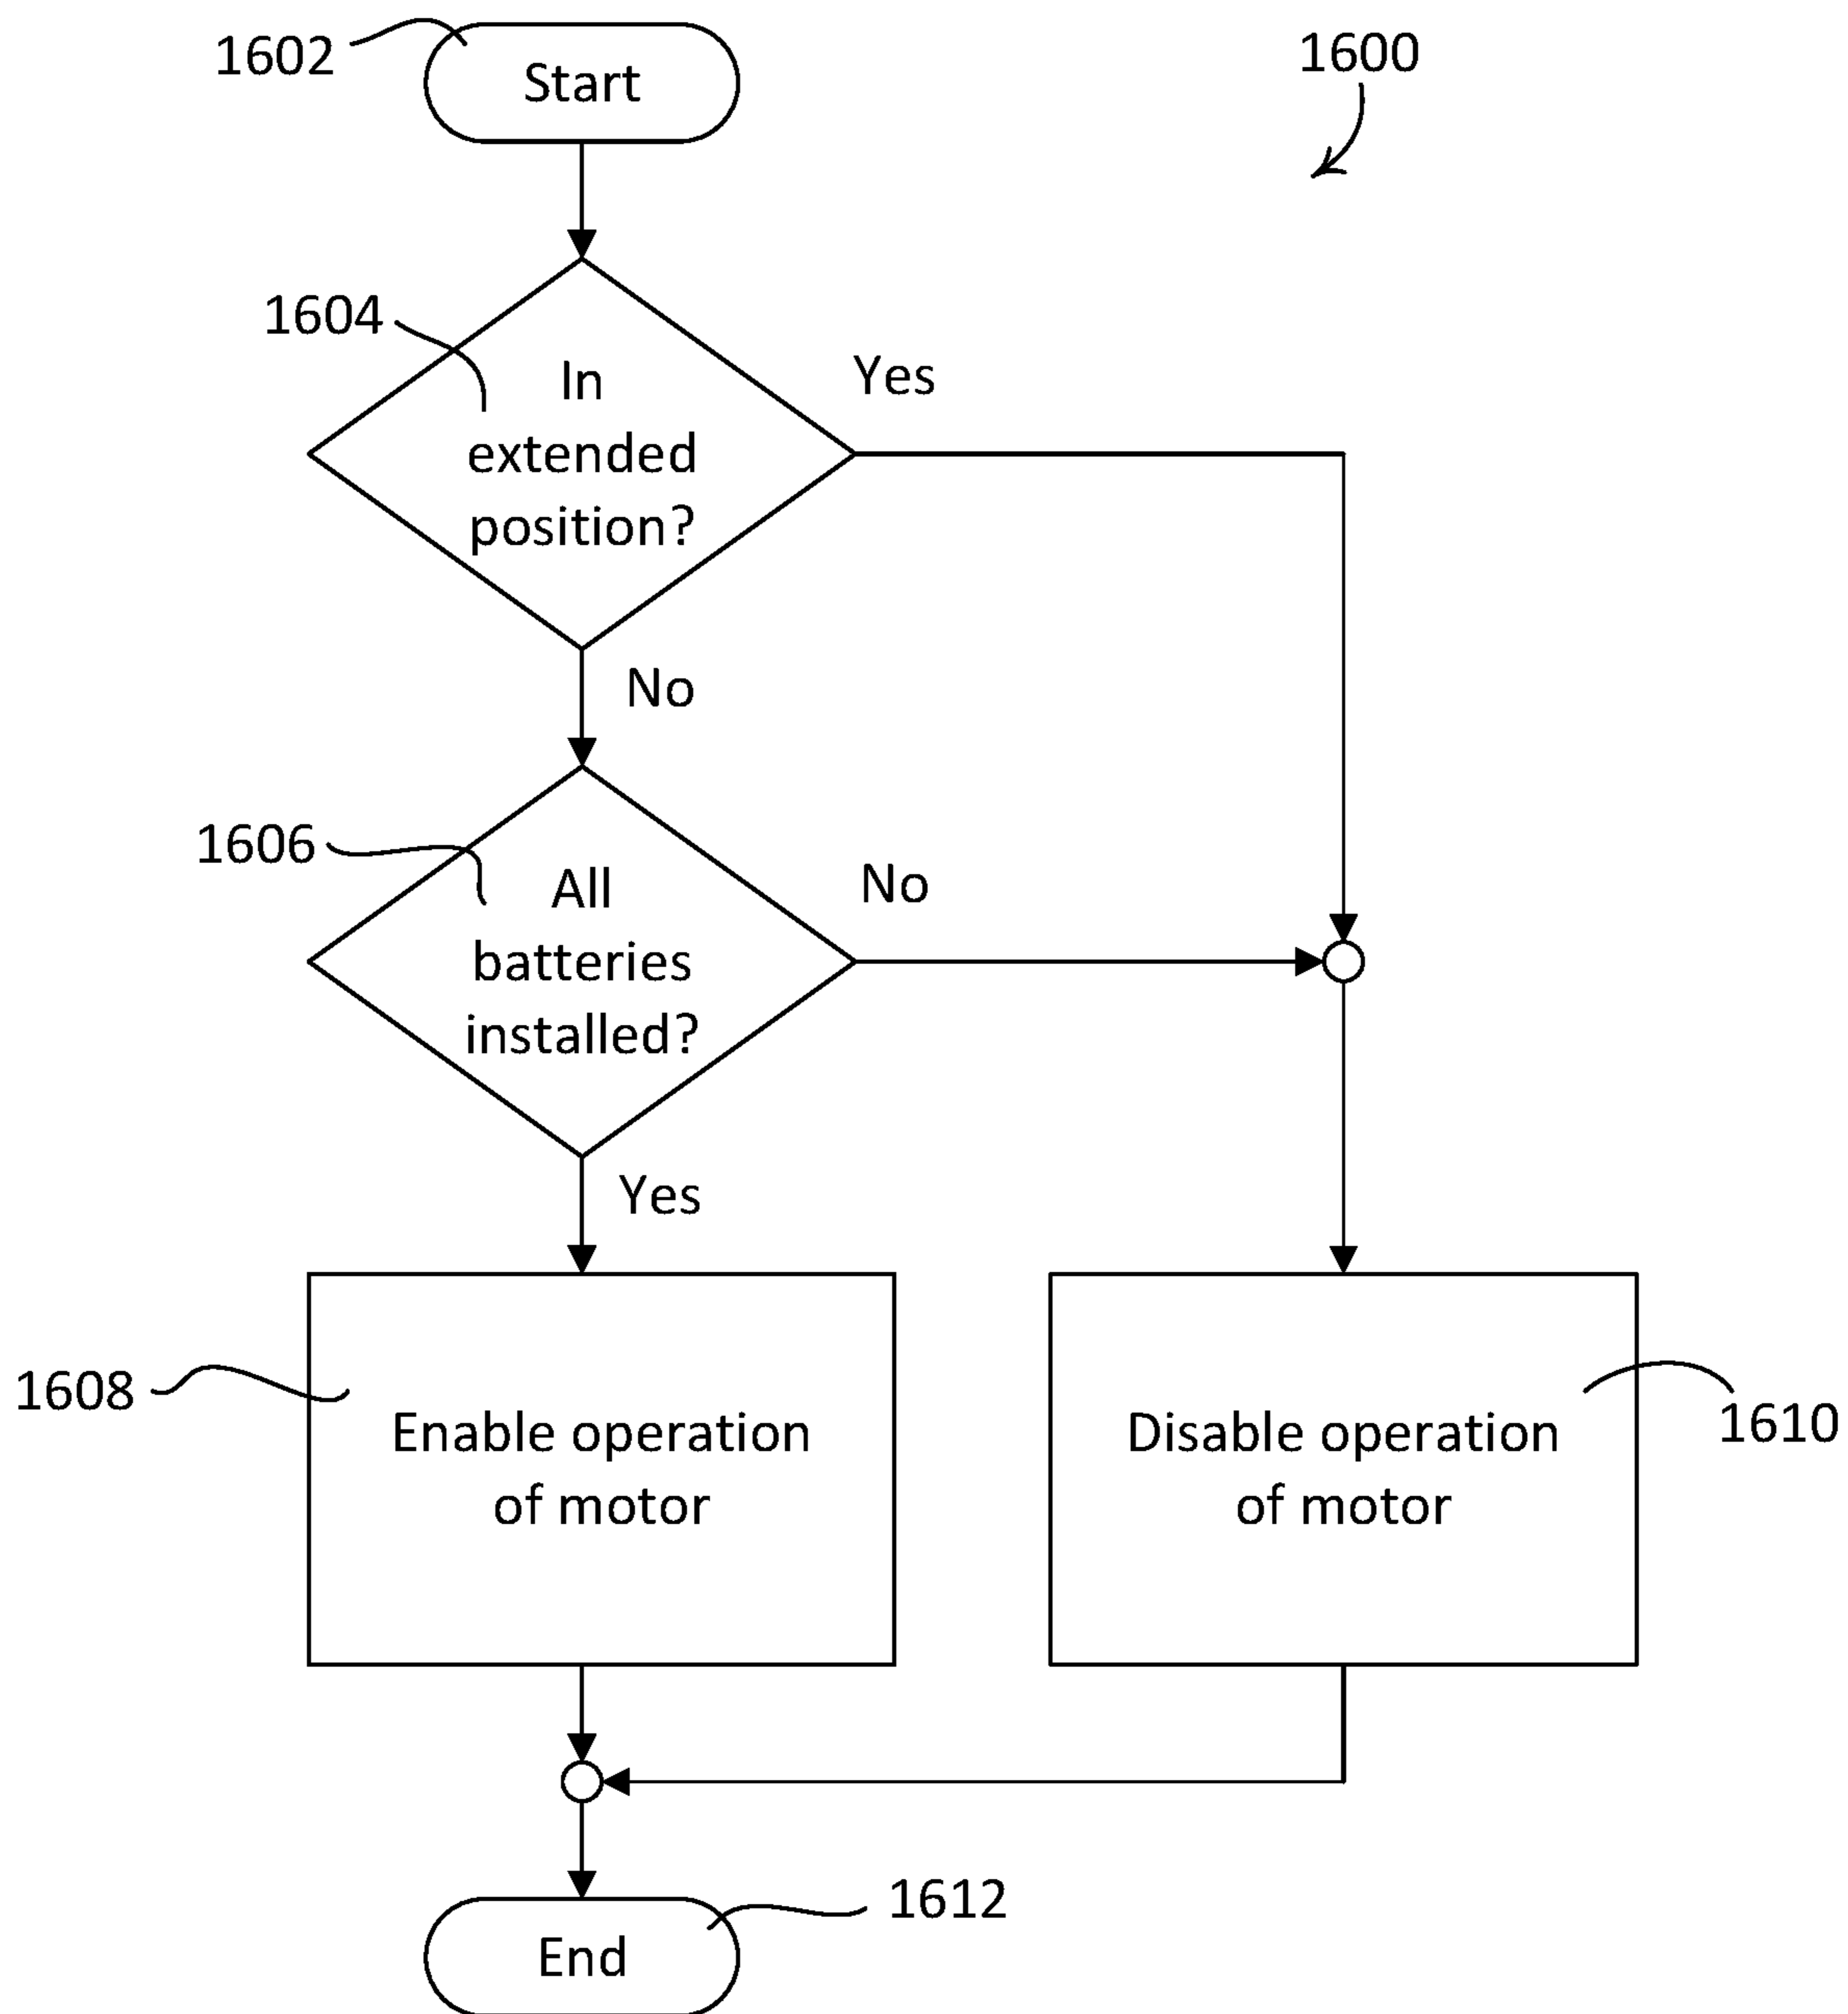 1602
Start
1600
1604
In
extended
position?
Yes
No
1606
All
batteries
installed?
No
Yes
1608
Enable operation
of motor
Disable operation
of motor
1610
1612
End